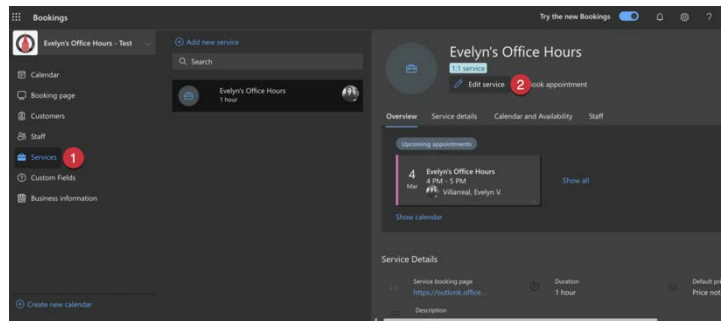 Bookings
Try the new Bookings
?
Evelyn's Office Hours - Test
Calendar
Booking page
Customers
Staff
Services
1
Custom Fields
Business information
Create new calendar
Add new service
Search
Evelyn's Office Hours
1 hour
Evelyn's Office Hours
1:1 service
Edit service
2
ook appointment
Overview
Service details
Calendar and Availability
Staff
Upcoming appointments
4
Mar
Evelyn's Office Hours
4 PM - 5 PM
Villarreal, Evelyn V.
Show all
Show calendar
Service Details
Service booking page
https://outlook.office...
Duration
1 hour
Default pri
Price not
Description